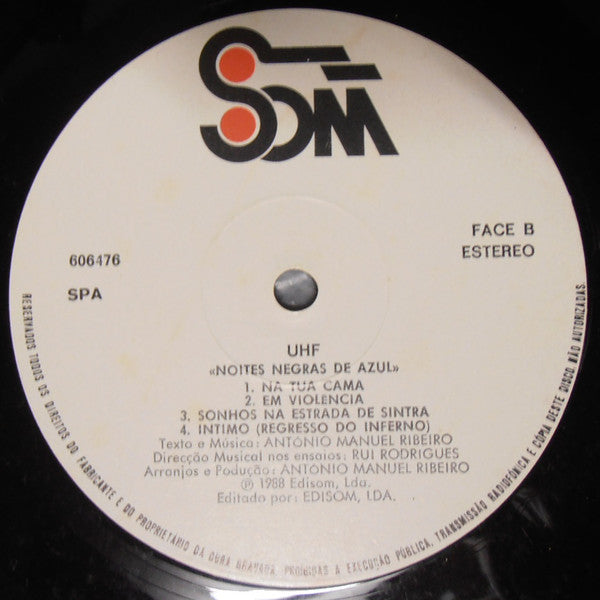 SOM
606476
FACE B
ESTEREO
SPA
UHF
«NOITES NEGRAS DE AZUL»
1. NA TUA CAMA
2. EM VIOLENCIA
3. SONHOS NA ESTRADA DE SINTRA
4. INTIMO (REGRESSO DO INFERNO)
Texto e Música: ANTÓNIO MANUEL RIBEIRO
Direcção Musical nos ensaios: RUI RODRIGUES
Arranjos e Podução: ANTÓNIO MANUEL RIBEIRO
℗ 1988 Edisom, Lda.
Editado por: EDISOM, LDA.
RESERVADOS TODOS OS DIREITOS DO FABRICANTE E DO PROPRIETÁRIO DA OBRA GRAVADA. PROIBIDAS A EXECUÇÃO PÚBLICA, TRANSMISSÃO RADIOFÓNICA E CÓPIA DESTE DISCO NÃO AUTORIZADAS.